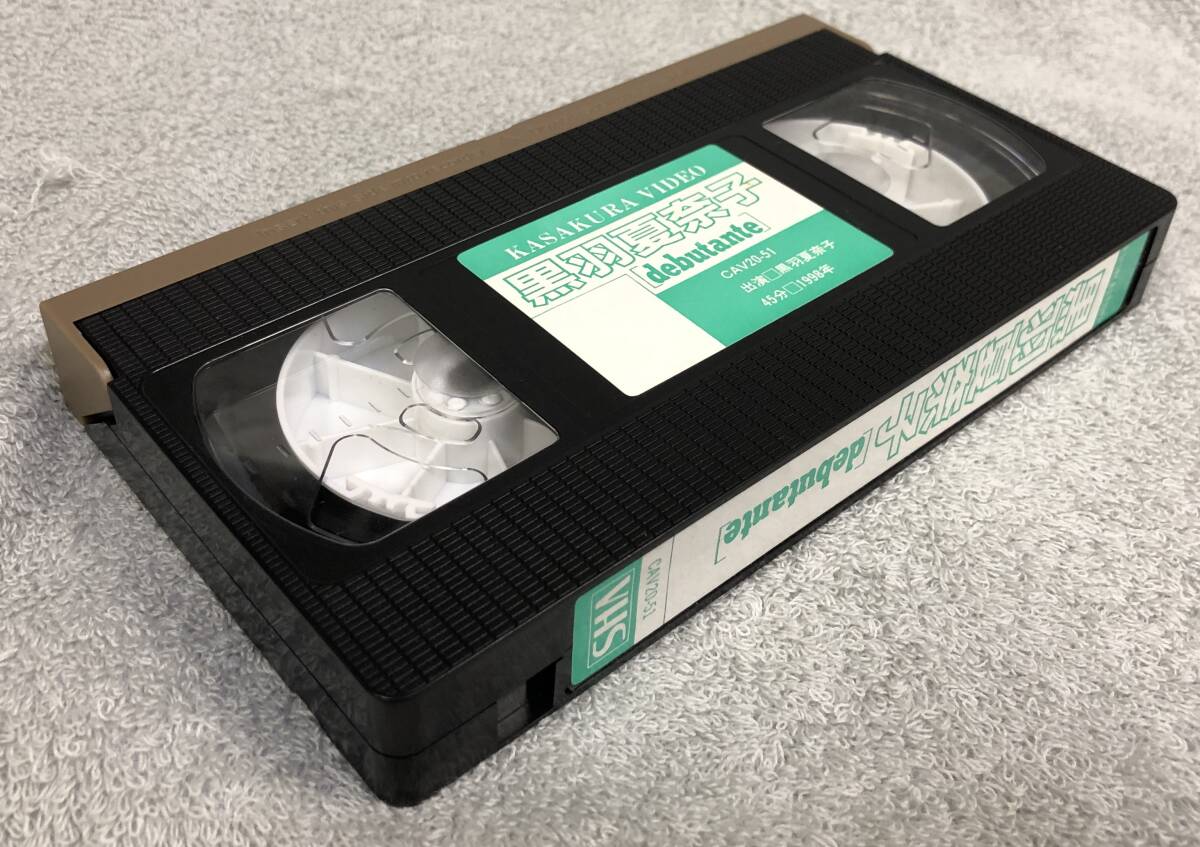 KASAKURA VIDEO
黒羽夏奈子
[debutante]
CAV20-51
出演□黒羽夏奈子
45分□1998年
黒羽夏奈子
[debutante]
CAV20-51
VHS